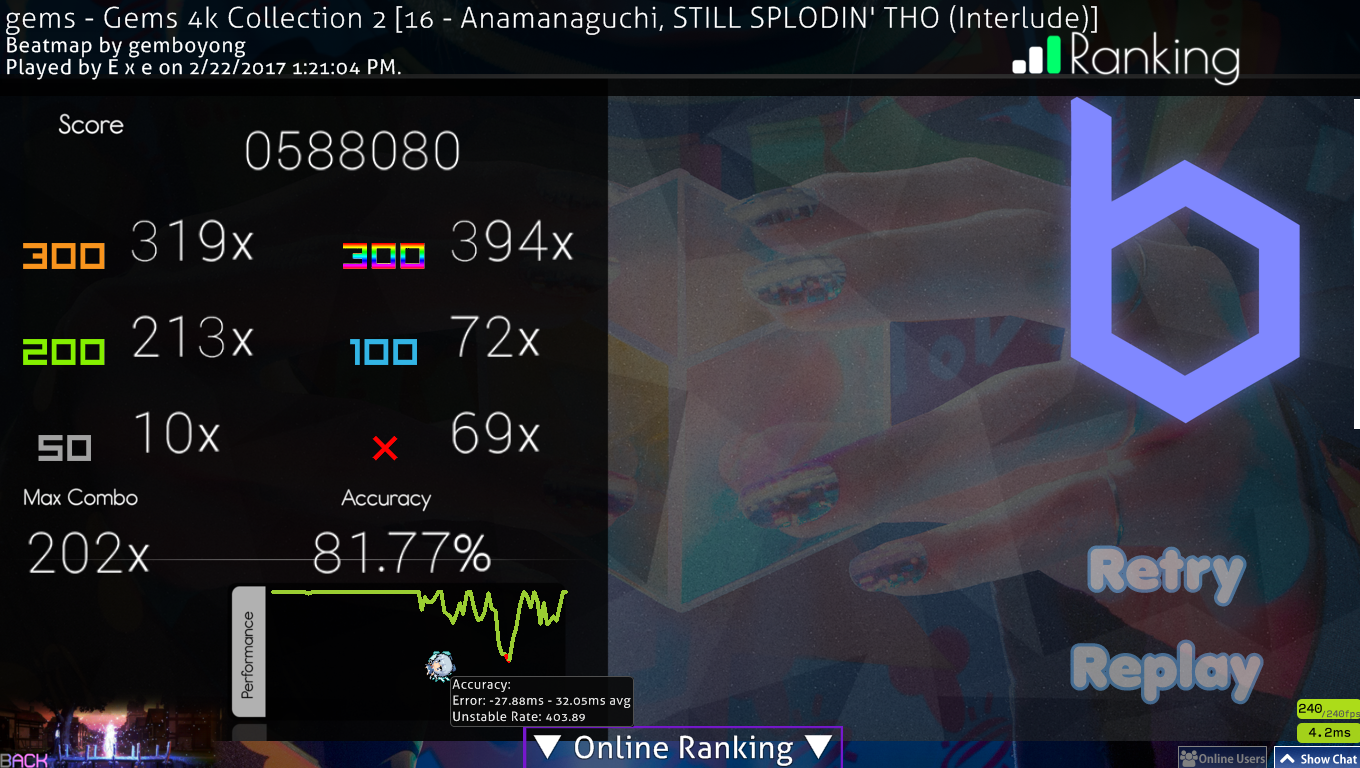 gems - Gems 4k Collection 2 [16 - Anamanaguchi, STILL SPLODIN' THO (Interlude)]
Beatmap by gemboyong
Played by E x e on 2/22/2017 1:21:04 PM.
Ranking
Score
0588080
300 319x 300 394x
200 213x 100 72x
50 10x X 69x
Max Combo Accuracy
202x 81.77%
b
Performance
Accuracy:
Error: -27.88ms - 32.05ms avg
Unstable Rate: 403.89
Retry
Replay
240/240fps
4.2ms
▼ Online Ranking ▼
BACK
Online Users
Show Chat